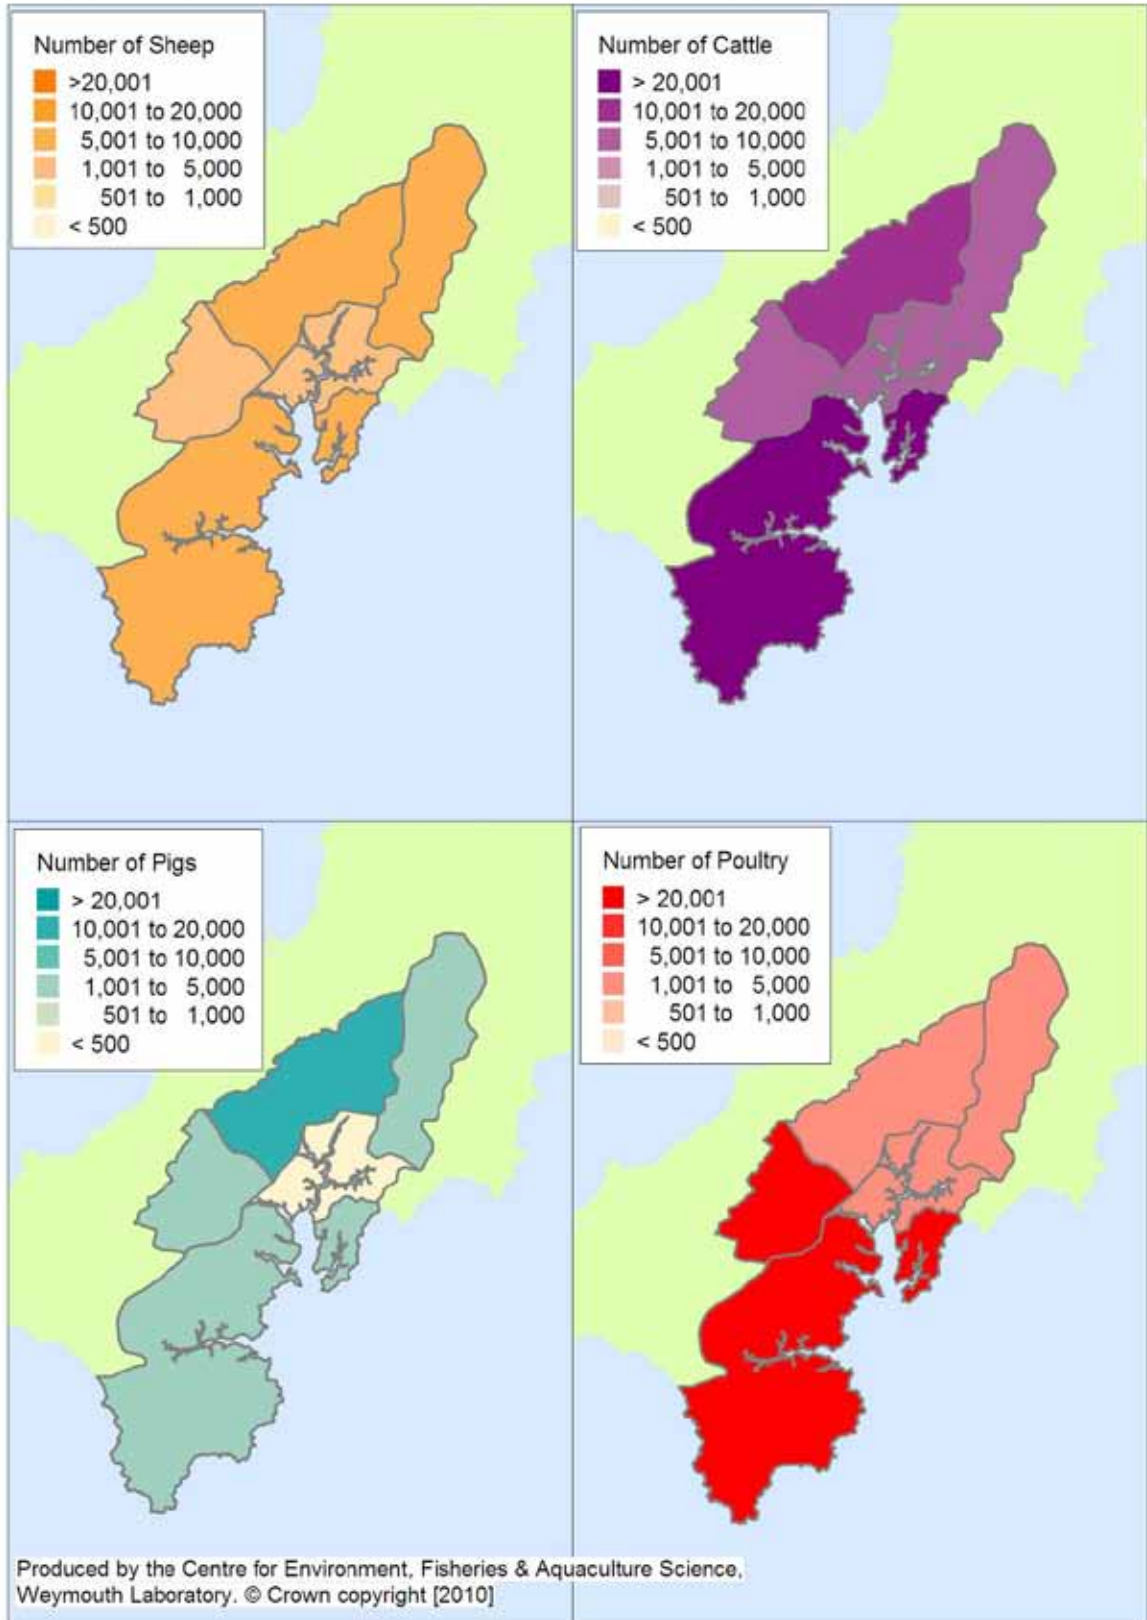 Number of Sheep
>20,001
10,001 to 20,000
5,001 to 10,000
1,001 to 5,000
501 to 1,000
< 500
Number of Cattle
> 20,001
10,001 to 20,000
5,001 to 10,000
1,001 to 5,000
501 to 1,000
< 500
Number of Pigs
> 20,001
10,001 to 20,000
5,001 to 10,000
1,001 to 5,000
501 to 1,000
< 500
Number of Poultry
> 20,001
10,001 to 20,000
5,001 to 10,000
1,001 to 5,000
501 to 1,000
< 500
Produced by the Centre for Environment, Fisheries & Aquaculture Science,
Weymouth Laboratory. © Crown copyright [2010]